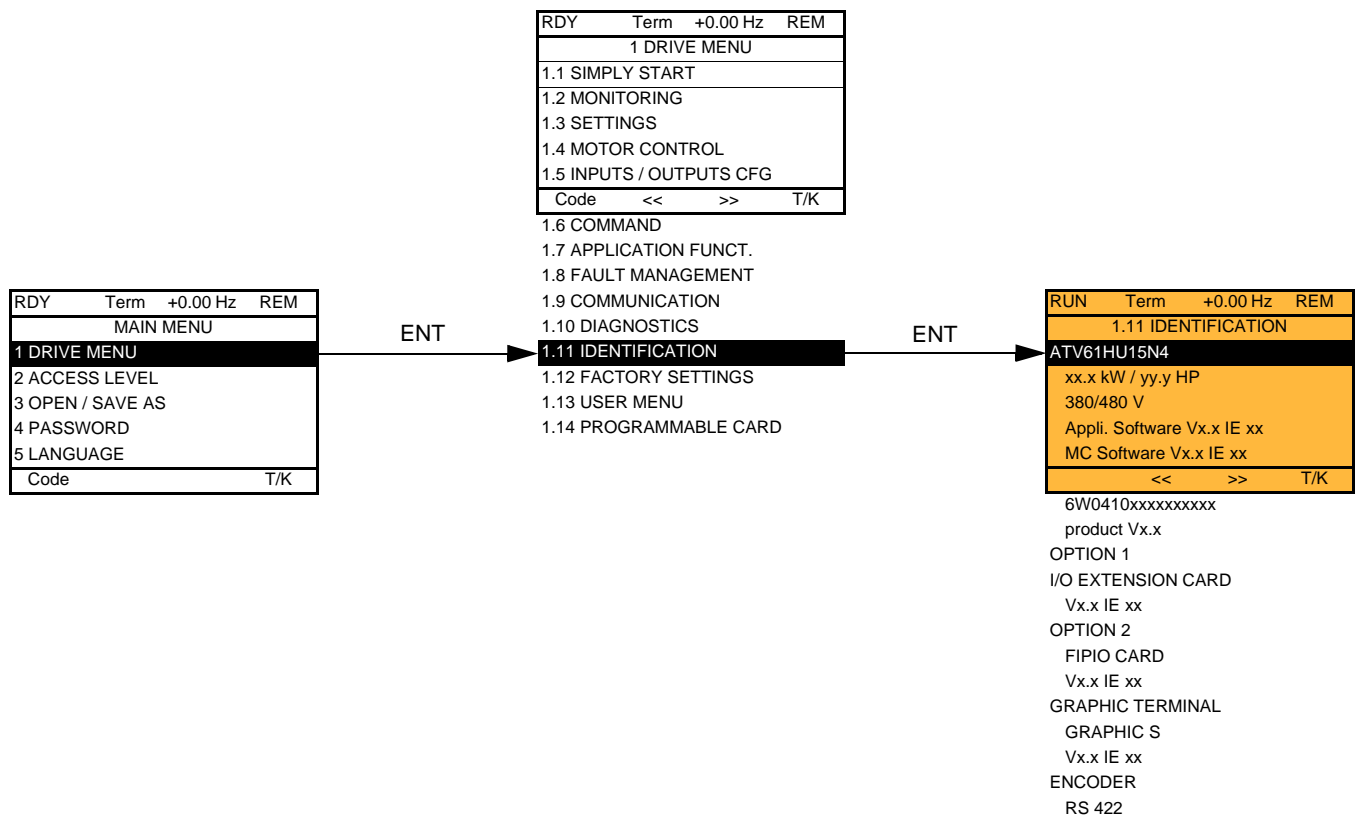 RDY Term +0.00 Hz REM
MAIN MENU
1 DRIVE MENU
2 ACCESS LEVEL
3 OPEN / SAVE AS
4 PASSWORD
5 LANGUAGE
Code T/K
ENT
RDY Term +0.00 Hz REM
1 DRIVE MENU
1.1 SIMPLY START
1.2 MONITORING
1.3 SETTINGS
1.4 MOTOR CONTROL
1.5 INPUTS / OUTPUTS CFG
Code << >> T/K
1.6 COMMAND
1.7 APPLICATION FUNCT.
1.8 FAULT MANAGEMENT
1.9 COMMUNICATION
1.10 DIAGNOSTICS
1.11 IDENTIFICATION
1.12 FACTORY SETTINGS
1.13 USER MENU
1.14 PROGRAMMABLE CARD
ENT
RUN Term +0.00 Hz REM
1.11 IDENTIFICATION
ATV61HU15N4
xx.x kW / yy.y HP
380/480 V
Appli. Software Vx.x IE xx
MC Software Vx.x IE xx
<< >> T/K
6W0410xxxxxxxxxx
product Vx.x
OPTION 1
I/O EXTENSION CARD
Vx.x IE xx
OPTION 2
FIPIO CARD
Vx.x IE xx
GRAPHIC TERMINAL
GRAPHIC S
Vx.x IE xx
ENCODER
RS 422